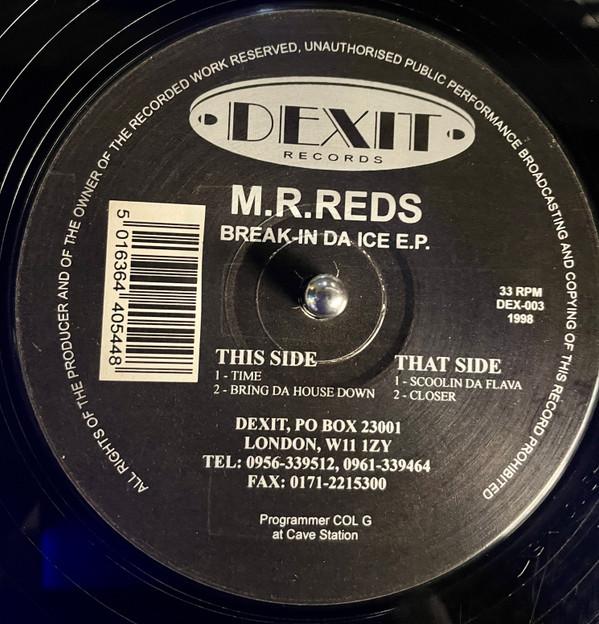 ALL RIGHTS OF THE PRODUCER AND OF THE OWNER OF THE RECORDED WORK RESERVED, UNAUTHORISED PUBLIC PERFORMANCE BROADCASTING AND COPYING OF THIS RECORD PROHIBITED
DEXIT
RECORDS
M.R.REDS
BREAK-IN DA ICE E.P.
5 016364 405448
33 RPM
DEX-003
1998
THIS SIDE
1 - TIME
2 - BRING DA HOUSE DOWN
THAT SIDE
1 - SCOOLIN DA FLAVA
2 - CLOSER
DEXIT, PO BOX 23001
LONDON, W11 1ZY
TEL: 0956-339512, 0961-339464
FAX: 0171-2215300
Programmer COL G
at Cave Station